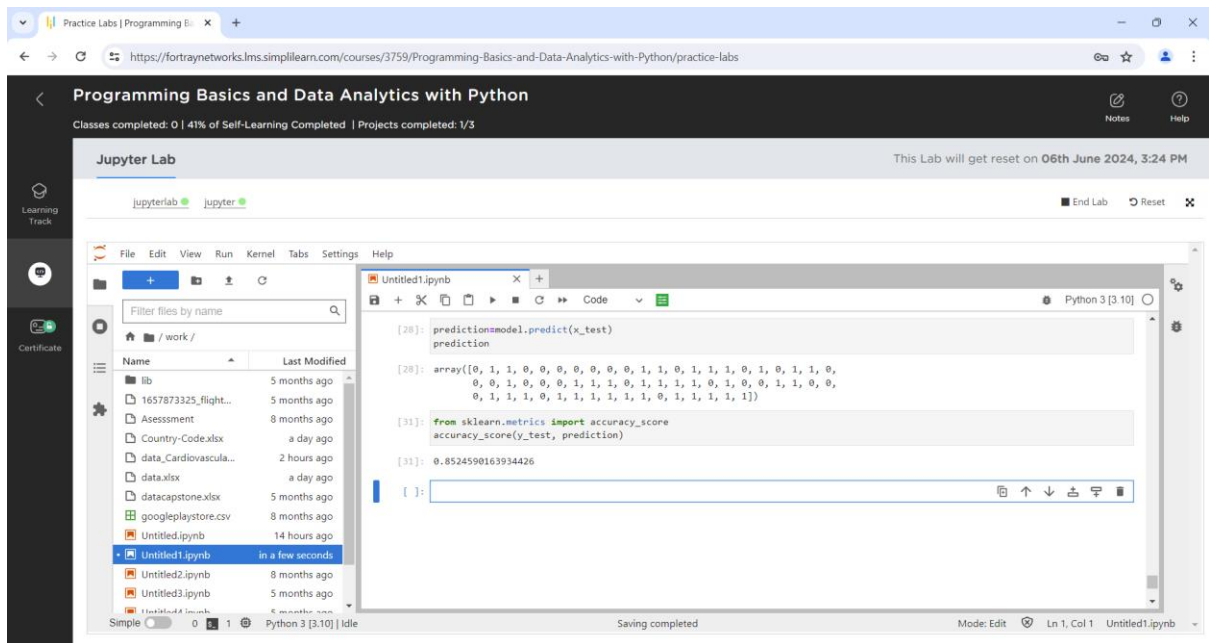 Practice Labs | Programming Ba
https://fortraynetworks.lms.simplilearn.com/courses/3759/Programming-Basics-and-Data-Analytics-with-Python/practice-labs
Programming Basics and Data Analytics with Python
Classes completed: 0 | 41% of Self-Learning Completed | Projects completed: 1/3
Notes
Help
Learning
Track
Certificate
Jupyter Lab
This Lab will get reset on 06th June 2024, 3:24 PM
jupyterlab jupyter
End Lab Reset
File Edit View Run Kernel Tabs Settings Help
Filter files by name
/ work /
Name Last Modified
lib 5 months ago
1657873325_flight... 5 months ago
Asesssment 8 months ago
Country-Code.xlsx a day ago
data_Cardiovascula... 2 hours ago
data.xlsx a day ago
datacapstone.xlsx 5 months ago
googleplaystore.csv 8 months ago
Untitled.ipynb 14 hours ago
Untitled1.ipynb in a few seconds
Untitled2.ipynb 8 months ago
Untitled3.ipynb 5 months ago
Untitled4.ipynb 5 months ago
Untitled1.ipynb
Code Python 3 [3.10]
[28]: prediction=model.predict(x_test)
prediction
[28]: array([0, 1, 1, 0, 0, 0, 0, 0, 0, 0, 1, 1, 0, 1, 1, 1, 0, 1, 0, 1, 1, 0,
0, 0, 1, 0, 0, 0, 1, 1, 1, 0, 1, 1, 1, 1, 0, 1, 0, 0, 1, 1, 0, 0,
0, 1, 1, 1, 0, 1, 1, 1, 1, 1, 1, 0, 1, 1, 1, 1, 1])
[31]: from sklearn.metrics import accuracy_score
accuracy_score(y_test, prediction)
[31]: 0.8524590163934426
[ ]:
Simple 0 1 Python 3 [3.10] | Idle Saving completed Mode: Edit Ln 1, Col 1 Untitled1.ipynb